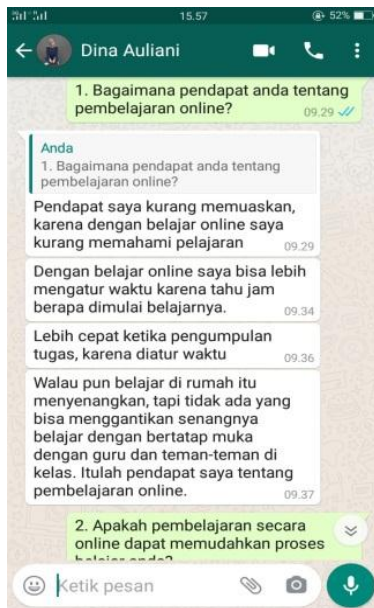 15.57
52%
Dina Auliani
1. Bagaimana pendapat anda tentang
pembelajaran online?
09.29
Anda
1. Bagaimana pendapat anda tentang
pembelajaran online?
Pendapat saya kurang memuaskan,
karena dengan belajar online saya
kurang memahami pelajaran
09.29
Dengan belajar online saya bisa lebih
mengatur waktu karena tahu jam
berapa dimulai belajarnya.
09.34
Lebih cepat ketika pengumpulan
tugas, karena diatur waktu
09.36
Walau pun belajar di rumah itu
menyenangkan, tapi tidak ada yang
bisa menggantikan senangnya
belajar dengan bertatap muka
dengan guru dan teman-teman di
kelas. Itulah pendapat saya tentang
pembelajaran online.
09.37
2. Apakah pembelajaran secara
online dapat memudahkan proses
Ketik pesan